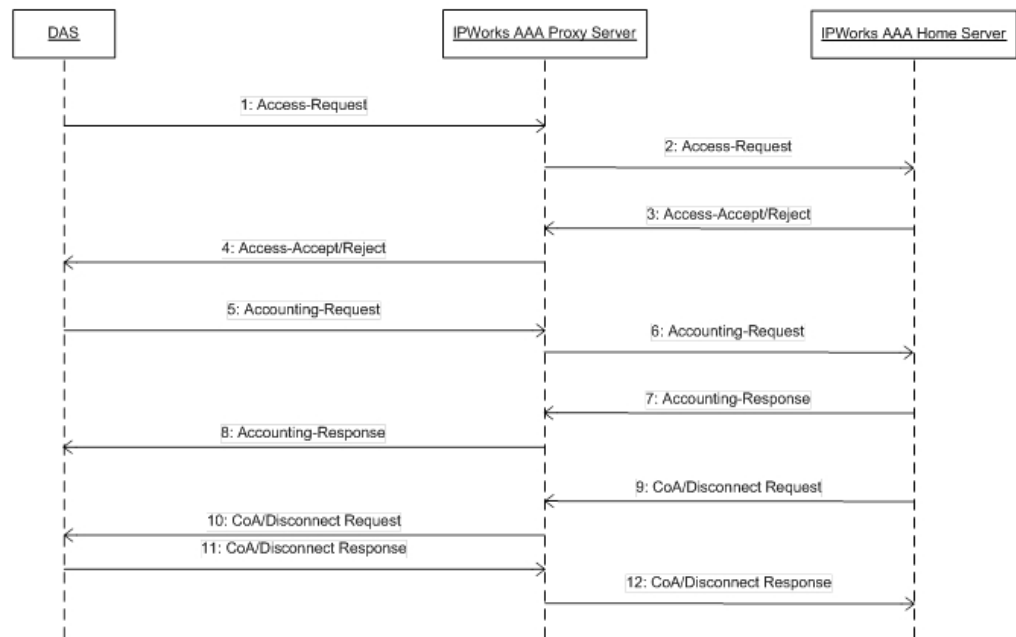 DAS
IPWorks AAA Proxy Server
IPWorks AAA Home Server
1: Access-Request
2: Access-Request
3: Access-Accept/Reject
4: Access-Accept/Reject
5: Accounting-Request
6: Accounting-Request
7: Accounting-Response
8: Accounting-Response
9: CoA/Disconnect Request
10: CoA/Disconnect Request
11: CoA/Disconnect Response
12: CoA/Disconnect Response